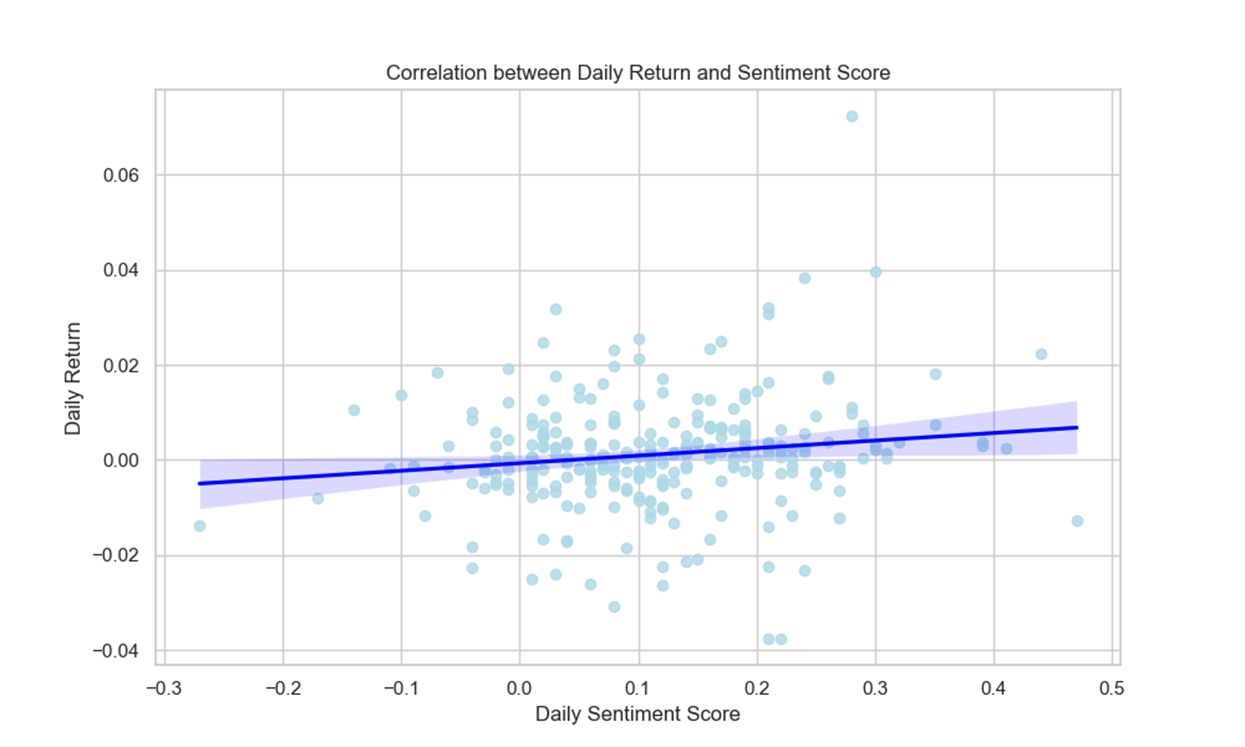 Correlation between Daily Return and Sentiment Score
Daily Return
0.06
0.04
0.02
0.00
−0.02
−0.04
−0.3 −0.2 −0.1 0.0 0.1 0.2 0.3 0.4 0.5
Daily Sentiment Score